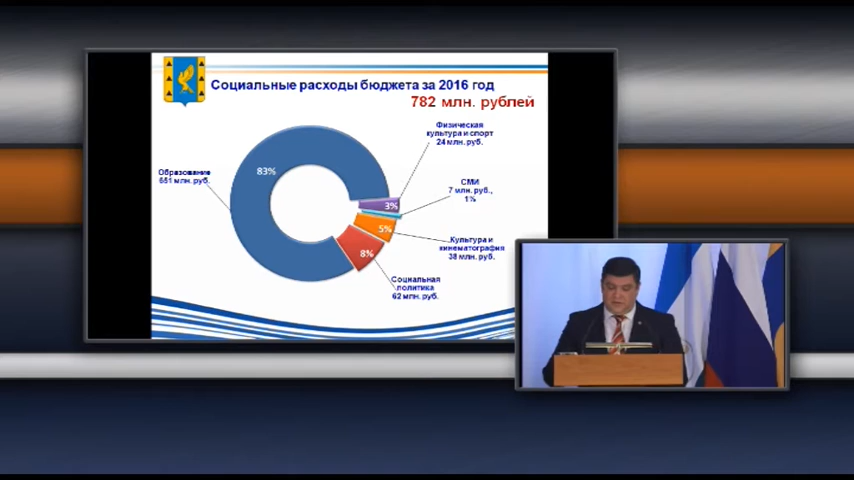 Социальные расходы бюджета за 2016 год
782 млн. рублей
Физическая
культура и спорт
24 млн. руб.
83%
Образование
651 млн. руб.
СМИ
7 млн. руб.,
1%
3%
5%
Культура и
кинематография
38 млн. руб.
8%
Социальная
политика
62 млн. руб.